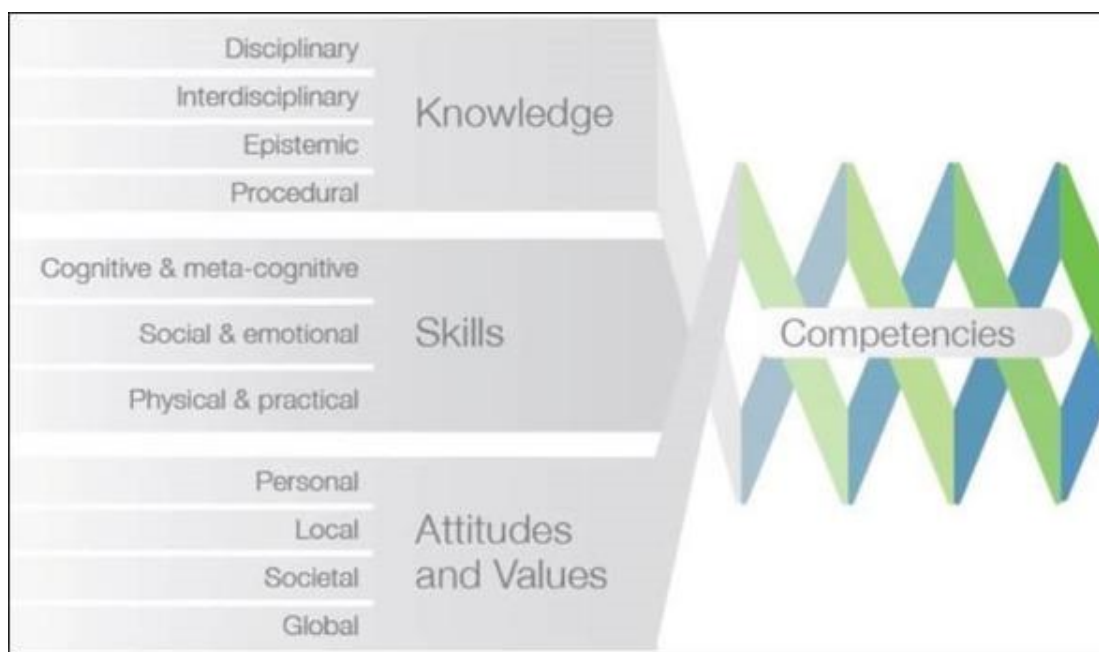 Disciplinary
Interdisciplinary
Epistemic
Procedural
Knowledge
Cognitive & meta-cognitive
Social & emotional
Physical & practical
Skills
Personal
Local
Societal
Global
Attitudes
and Values
Competencies